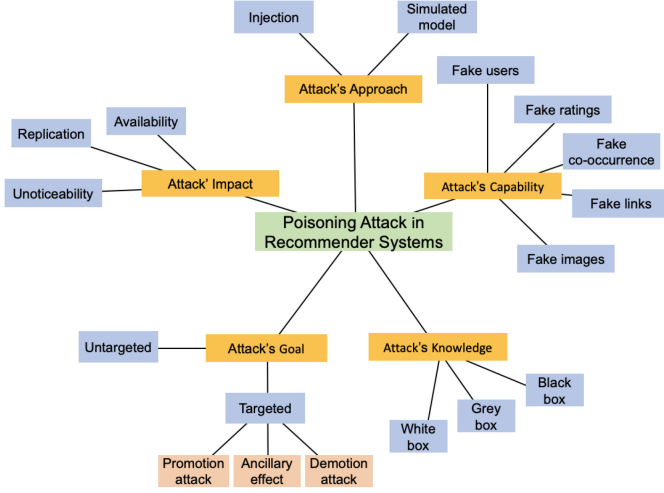 Injection
Simulated
model
Attack's Approach
Fake users
Fake ratings
Fake
co-occurrence
Attack's Capability
Fake links
Fake images
Availability
Replication
Attack' Impact
Unoticeability
Poisoning Attack in
Recommender Systems
Untargeted
Attack's Goal
Targeted
Promotion
attack
Ancillary
effect
Demotion
attack
Attack's Knowledge
White
box
Grey
box
Black
box